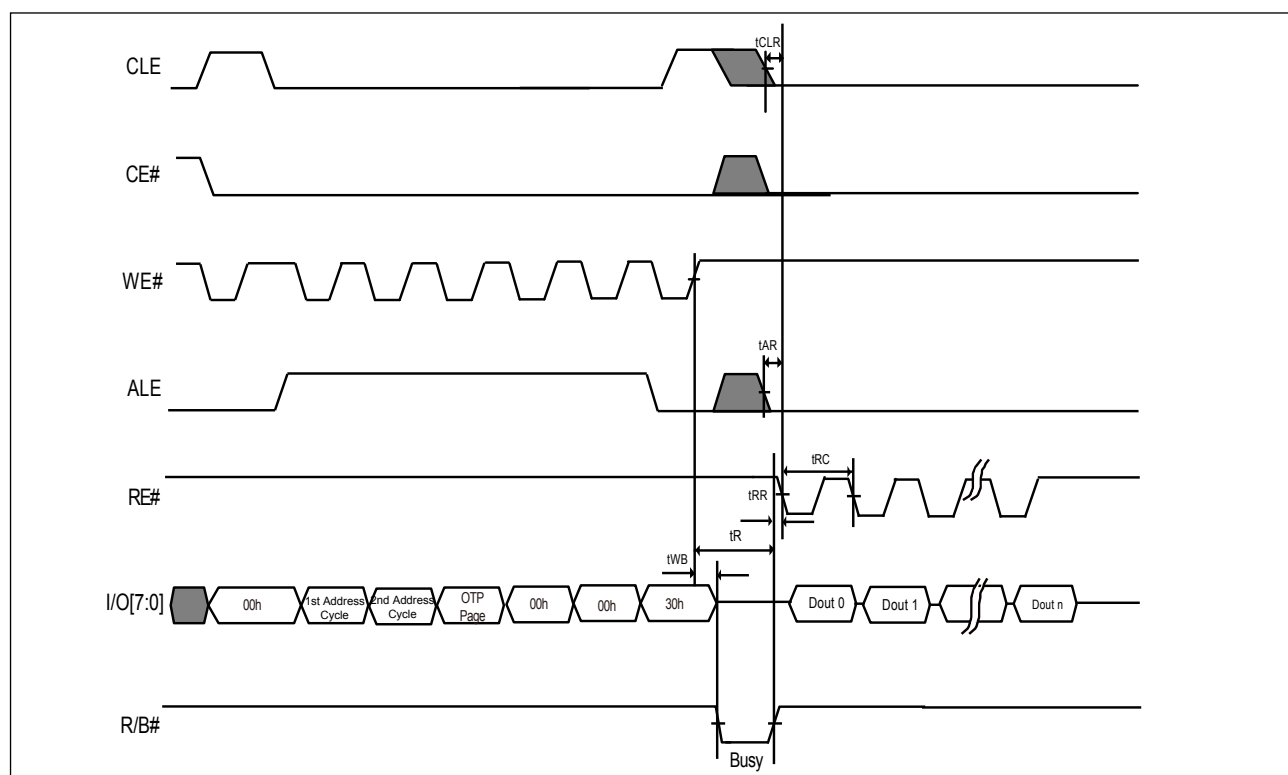 tCLR
CLE
CE#
WE#
tAR
ALE
tRC
RE#
tRR
tR
tWB
I/O[7:0]
00h
1st Address
Cycle
2nd Address
Cycle
OTP
Page
00h
00h
30h
Dout 0
Dout 1
Dout n
R/B#
Busy